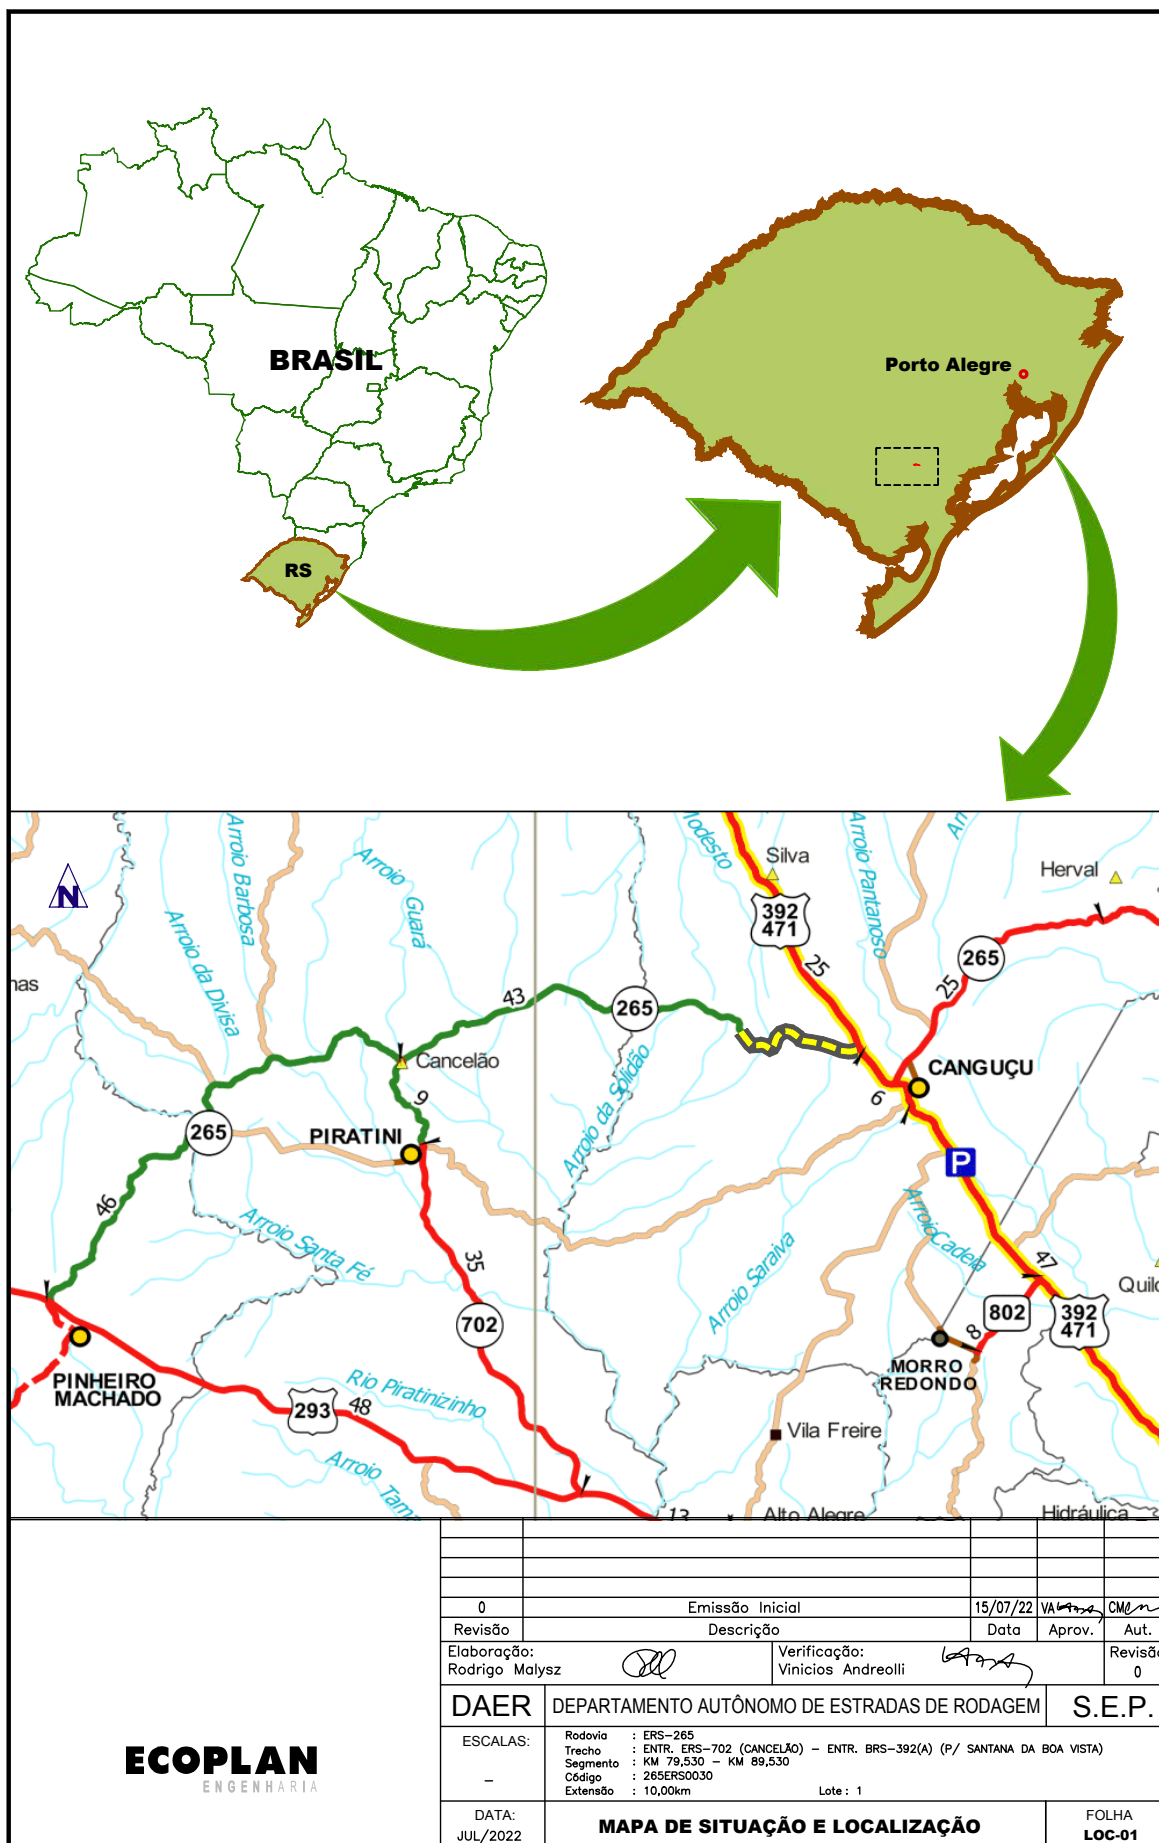 BRASIL
RS
Porto Alegre
N
Arroio Barbosa
Arroio da Divisa
Arroio Guará
Modesto
Silva
392
471
25
Arroio Pantanoso
Herval
265
25
43
265
Cancelão
9
Arroio da Solidão
CANGUÇU
6
265
PIRATINI
P
46
Arroio Santa Fé
35
Arroio Saraiva
Arroio Cadeia
47
702
802
392
471
8
PINHEIRO
MACHADO
MORRO
REDONDO
293
48
Rio Piratinizinho
Vila Freire
Arroio Tama
13
Alto Alegre
Hidráulica
0 Emissão Inicial 15/07/22 VA CM
Revisão Descrição Data Aprov. Aut.
Elaboração: Verificação: Revisão
Rodrigo Malysz Vinicios Andreolli 0
DAER DEPARTAMENTO AUTÔNOMO DE ESTRADAS DE RODAGEM S.E.P.
ESCALAS:
–
Rodovia : ERS-265
Trecho : ENTR. ERS-702 (CANCELÃO) – ENTR. BRS-392(A) (P/ SANTANA DA BOA VISTA)
Segmento : KM 79,530 – KM 89,530
Código : 265ERS0030
Extensão : 10,00km Lote: 1
ECOPLAN
ENGENHARIA
DATA:
JUL/2022
MAPA DE SITUAÇÃO E LOCALIZAÇÃO
FOLHA
LOC-01